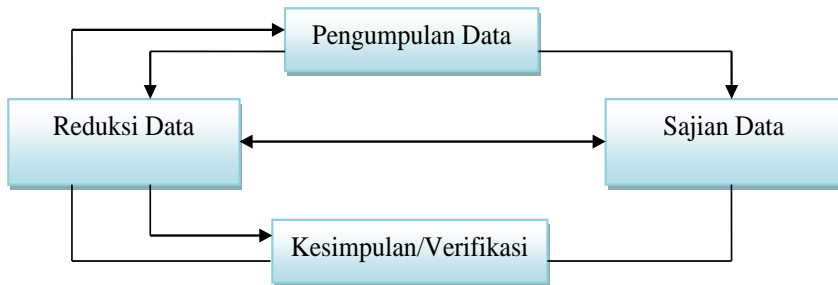 Pengumpulan Data
Reduksi Data
Sajian Data
Kesimpulan/Verifikasi